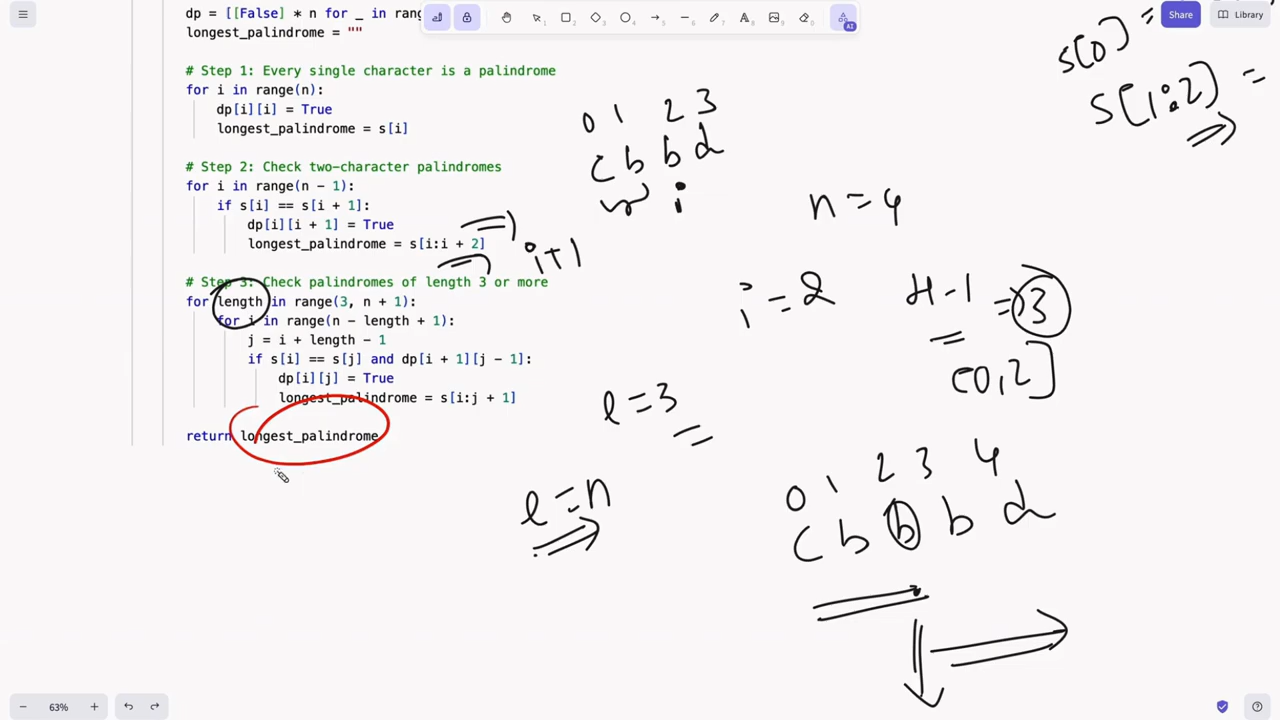 dp = [[False] * n for _ in rang
longest_palindrome = ""
# Step 1: Every single character is a palindrome
for i in range(n):
dp[i][i] = True
longest_palindrome = s[i]
# Step 2: Check two-character palindromes
for i in range(n - 1):
if s[i] == s[i + 1]:
dp[i][i + 1] = True
longest_palindrome = s[i:i + 2]
# Step 3: Check palindromes of length 3 or more
for length in range(3, n + 1):
for i in range(n - length + 1):
j = i + length - 1
if s[i] == s[j] and dp[i + 1][j - 1]:
dp[i][j] = True
longest_palindrome = s[i:j + 1]
return longest_palindrome
AI
Share
Library
s[0] =
s[1:2] =
0 1 2 3
c b b d
i
i+1
n = 4
i = 2
4-1 = 3
[0,2]
l = 3
l = n
0 1 2 3 4
c b b b d
63%